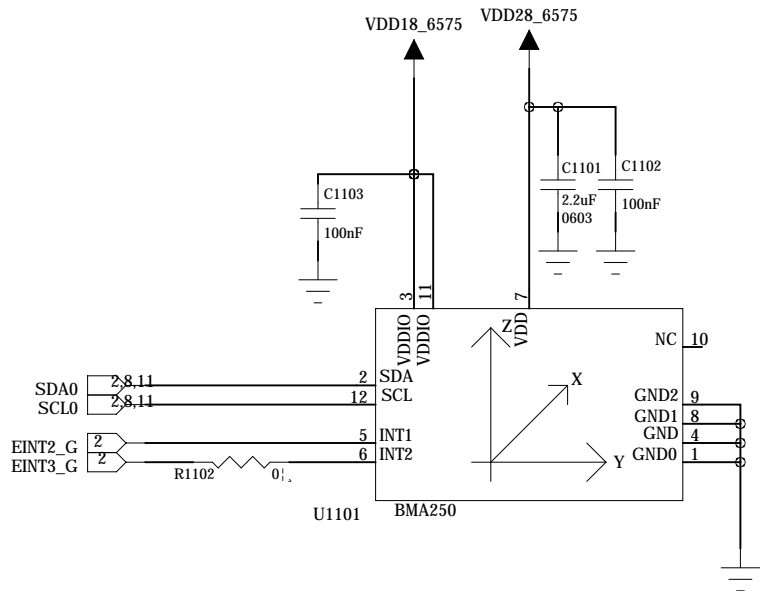 VDD18_6575
VDD28_6575
C1103
100nF
C1101
2.2uF
0603
C1102
100nF
3
11
7
VDDIO
VDDIO
VDD
Z
X
Y
NC
10
SDA0
2,8,11
2
SDA
SCL0
2,8,11
12
SCL
EINT2_G
2
5
INT1
EINT3_G
2
6
INT2
R1102
0
GND2
9
GND1
8
GND
4
GND0
1
U1101
BMA250